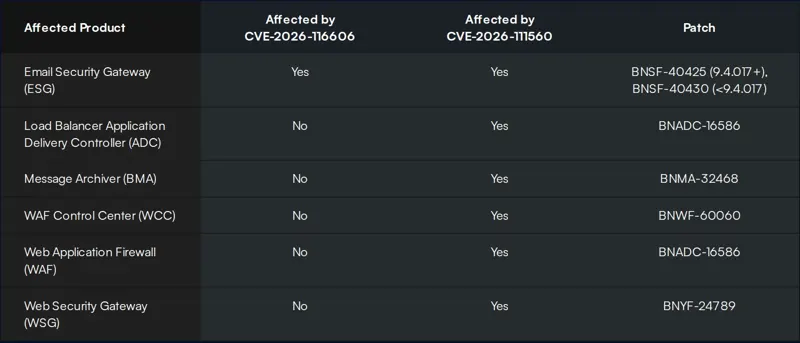 Affected Product
Affected by
CVE-2026-116606
Affected by
CVE-2026-111560
Patch
Email Security Gateway
(ESG)
Yes
Yes
BNSF-40425 (9.4.017+),
BNSF-40430 (<9.4.017)
Load Balancer Application
Delivery Controller (ADC)
No
Yes
BNADC-16586
Message Archiver (BMA)
No
Yes
BNMA-32468
WAF Control Center (WCC)
No
Yes
BNWF-60060
Web Application Firewall
(WAF)
No
Yes
BNADC-16586
Web Security Gateway
(WSG)
No
Yes
BNYF-24789